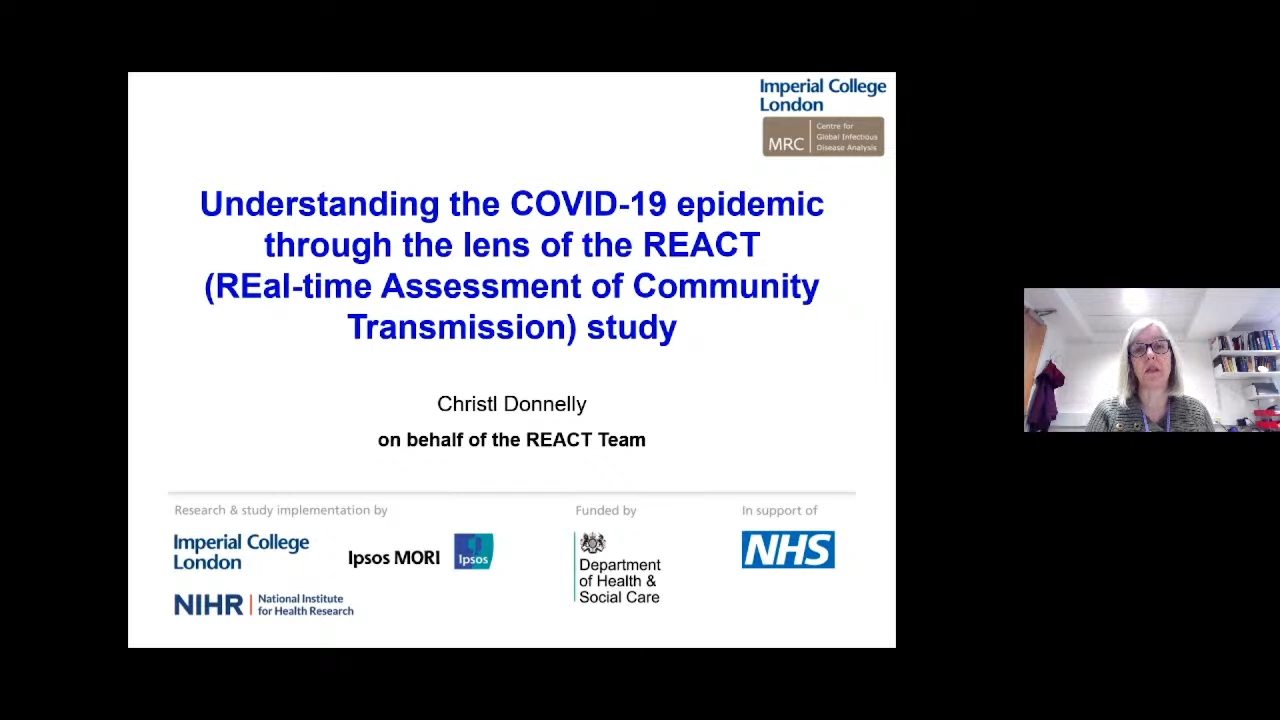 Imperial College
London
MRC
Centre for
Global Infectious
Disease Analysis
Understanding the COVID-19 epidemic
through the lens of the REACT
(REal-time Assessment of Community
Transmission) study
Christl Donnelly
on behalf of the REACT Team
Research & study implementation by
Funded by
In support of
Imperial College
London
Ipsos MORI
Ipsos
Department
of Health &
Social Care
NHS
NIHR
National Institute
for Health Research